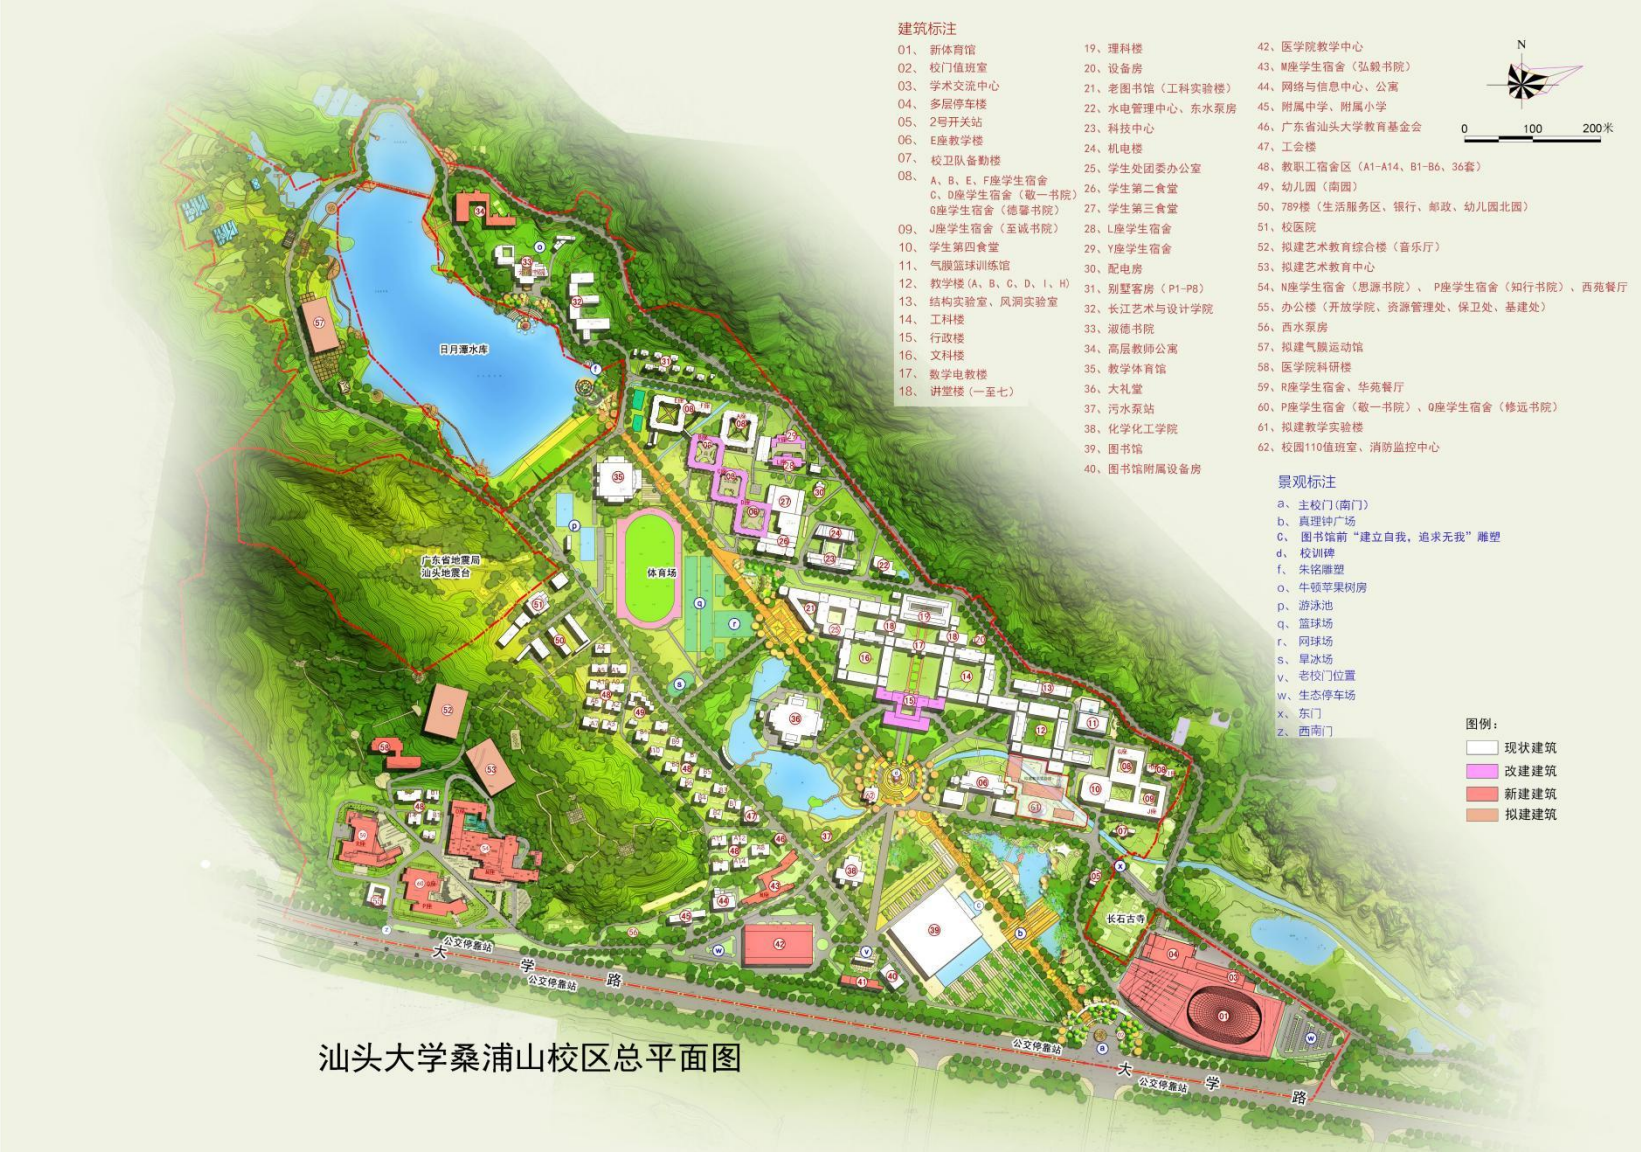 建筑标注
01、 新体育馆
02、 校门值班室
03、 学术交流中心
04、 多层停车楼
05、 2号开关站
06、 E座教学楼
07、 校卫队备勤楼
08、 A、B、E、F座学生宿舍
C、D座学生宿舍（敬一书院）
G座学生宿舍（德馨书院）
09、 J座学生宿舍（至诚书院）
10、 学生第四食堂
11、 气膜篮球训练馆
12、 教学楼(A、B、C、D、I、H)
13、 结构实验室、风洞实验室
14、 工科楼
15、 行政楼
16、 文科楼
17、 数学电教楼
18、 讲堂楼 (一至七)
19、理科楼
20、设备房
21、老图书馆（工科实验楼）
22、水电管理中心、东水泵房
23、科技中心
24、机电楼
25、学生处团委办公室
26、学生第二食堂
27、学生第三食堂
28、L座学生宿舍
29、Y座学生宿舍
30、配电房
31、别墅客房（P1-P8）
32、长江艺术与设计学院
33、淑德书院
34、高层教师公寓
35、教学体育馆
36、大礼堂
37、污水泵站
38、化学化工学院
39、图书馆
40、图书馆附属设备房
42、医学院教学中心
43、M座学生宿舍（弘毅书院）
44、网络与信息中心、公寓
45、附属中学、附属小学
46、广东省汕头大学教育基金会
47、工会楼
48、教职工宿舍区（A1-A14、B1-B6、36套）
49、幼儿园（南园）
50、789楼（生活服务区、银行、邮政、幼儿园北园）
51、校医院
52、拟建艺术教育综合楼（音乐厅）
53、拟建艺术教育中心
54、N座学生宿舍（思源书院）、 P座学生宿舍（知行书院）、西苑餐厅
55、办公楼（开放学院、资源管理处、保卫处、基建处）
56、西水泵房
57、拟建气膜运动馆
58、医学院科研楼
59、R座学生宿舍、华苑餐厅
60、P座学生宿舍（敬一书院）、Q座学生宿舍（修远书院）
61、拟建教学实验楼
62、校园110值班室、消防监控中心
N
0 100 200米
景观标注
a、主校门(南门)
b、真理钟广场
C、图书馆前“建立自我，追求无我”雕塑
d、校训碑
f、朱铭雕塑
o、牛顿苹果树房
p、游泳池
q、篮球场
r、网球场
s、旱冰场
v、老校门位置
w、生态停车场
x、东门
z、西南门
图例：
现状建筑
改建建筑
新建建筑
拟建建筑
日月潭水库
广东省地震局
汕头地震台
体育场
长石古寺
公交停靠站
大学路
公交停靠站
公交停靠站
大学路
公交停靠站
汕头大学桑浦山校区总平面图